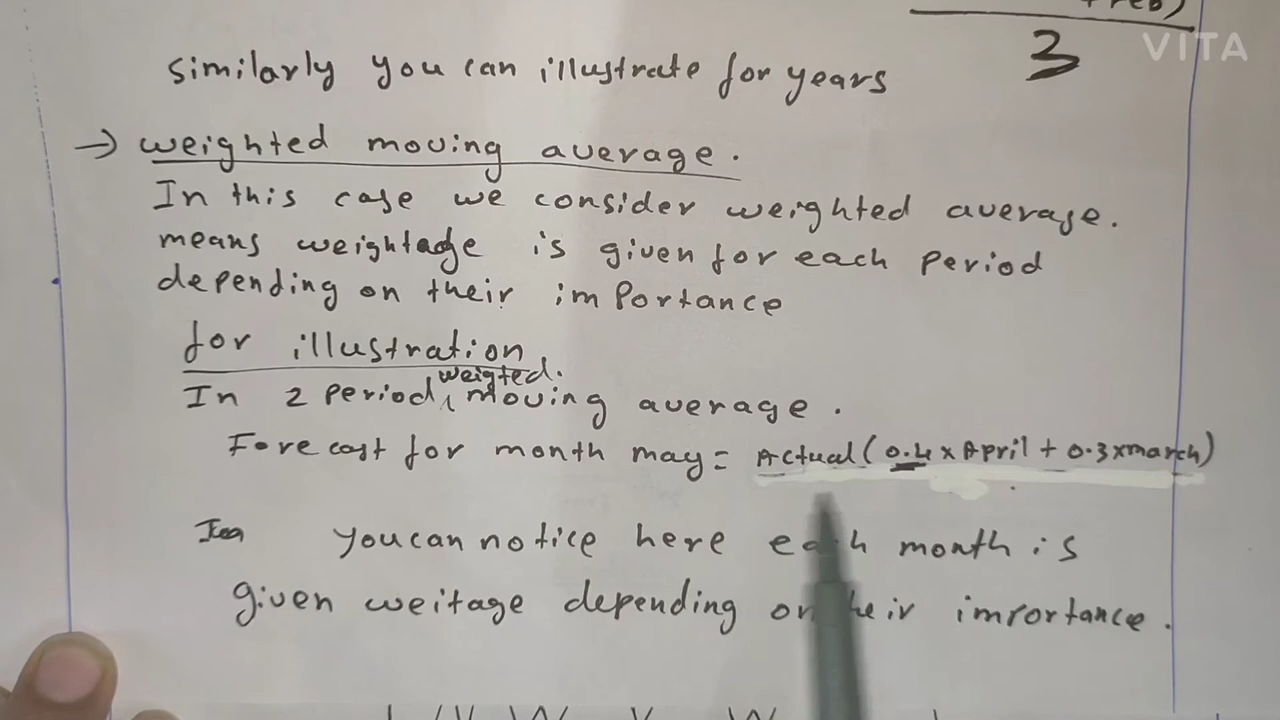 + Feb)
3
VITA
similarly you can illustrate for years
→ weighted moving average.
In this case we consider weighted average.
means weightage is given for each period
depending on their importance
for illustration
weigted.
In 2 period, moving average.
Forecast for month may = Actual (0.4 x April + 0.3 x march)
you can notice here each month is
given weitage depending on their imrortance.